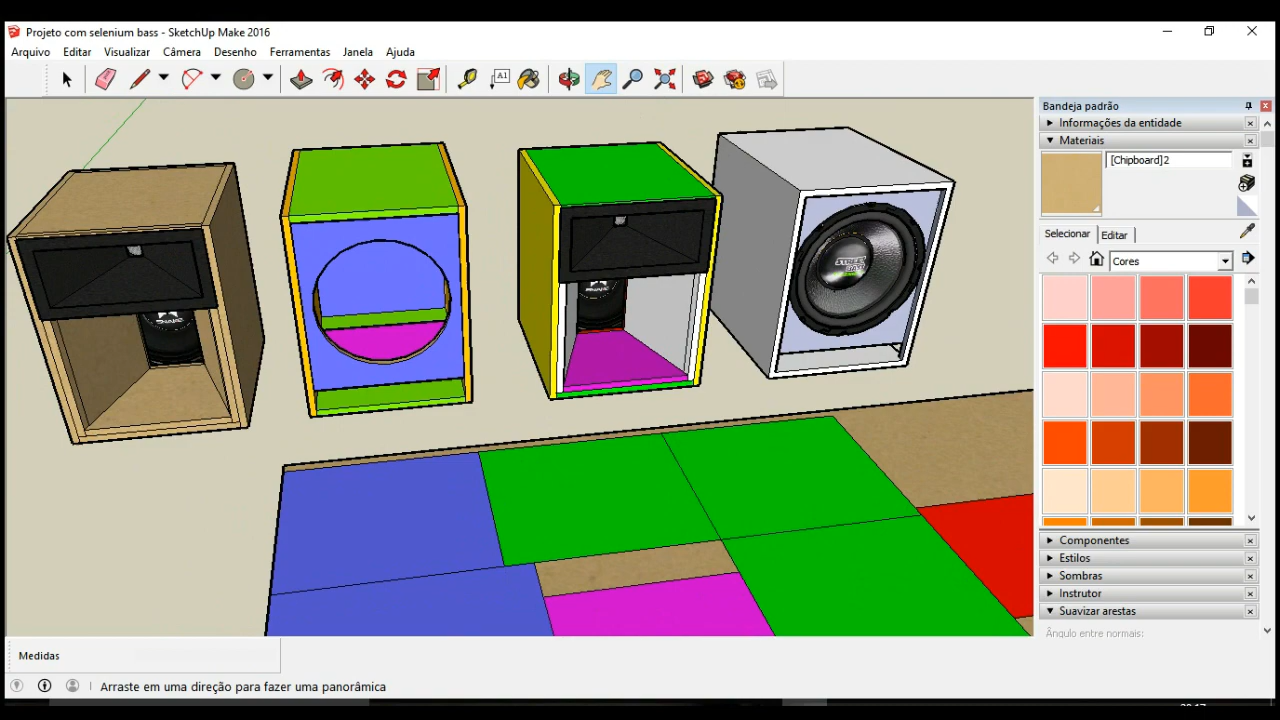 Projeto com selenium bass - SketchUp Make 2016
Arquivo Editar Visualizar Câmera Desenho Ferramentas Janela Ajuda
A1
Bandeja padrão
Informações da entidade
Materiais
[Chipboard]2
Selecionar Editar
Cores
Componentes
Estilos
Sombras
Instrutor
Suavizar arestas
Ângulo entre normais:
Medidas
Arraste em uma direção para fazer uma panorâmica